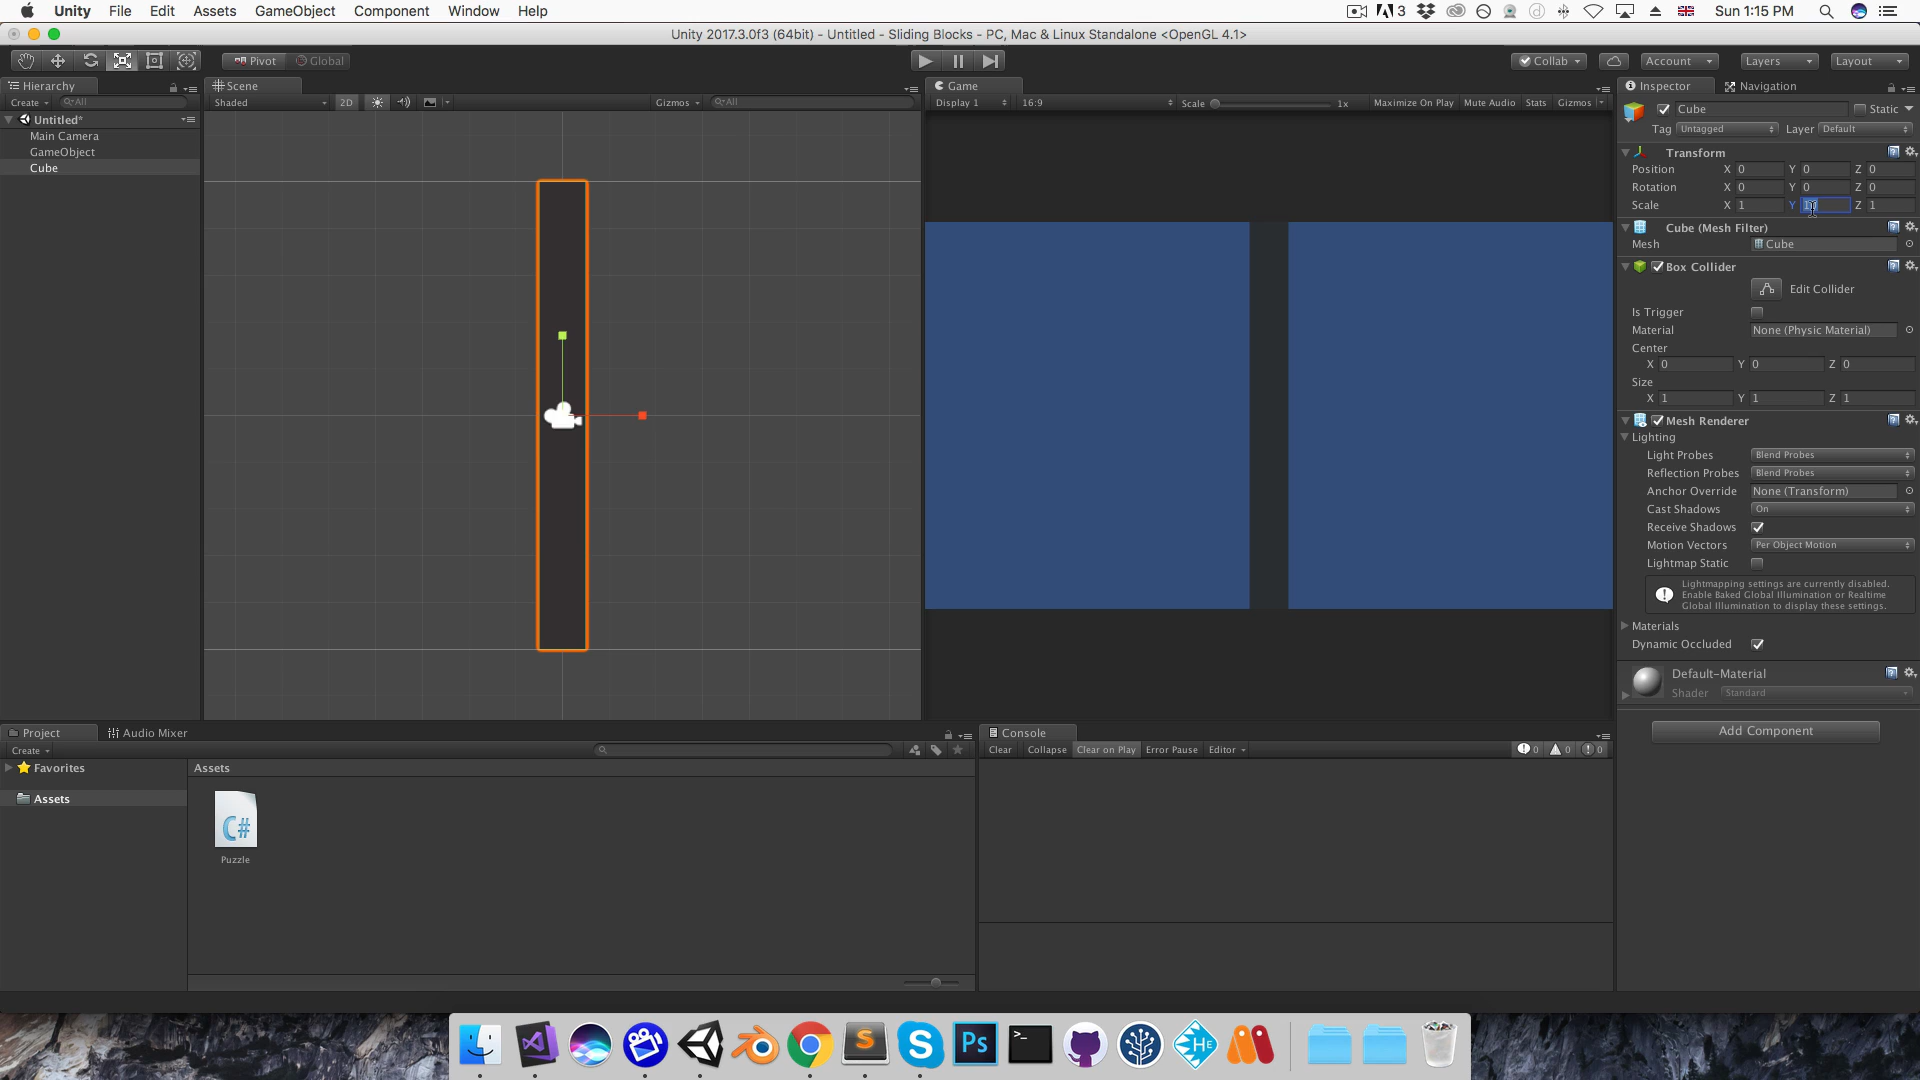 Unity File Edit Assets GameObject Component Window Help 3 Sun 1:15 PM
Unity 2017.3.0f3 (64bit) - Untitled - Sliding Blocks - PC, Mac & Linux Standalone <OpenGL 4.1>
Pivot Global Collab Account Layers Layout
Hierarchy Scene Game Inspector Navigation
Create All Shaded 2D Gizmos All Display 1 16:9 Scale 1x Maximize On Play Mute Audio Stats Gizmos
Cube Static
Untitled*
Tag Untagged Layer Default
Main Camera
GameObject
Cube
Transform
Position X 0 Y 0 Z 0
Rotation X 0 Y 0 Z 0
Scale X 1 Y Z 1
Cube (Mesh Filter)
Mesh Cube
Box Collider
Edit Collider
Is Trigger
Material None (Physic Material)
Center
X 0 Y 0 Z 0
Size
X 1 Y 1 Z 1
Mesh Renderer
Lighting
Light Probes Blend Probes
Reflection Probes Blend Probes
Anchor Override None (Transform)
Cast Shadows On
Receive Shadows
Motion Vectors Per Object Motion
Lightmap Static
Lightmapping settings are currently disabled.
Enable Baked Global Illumination or Realtime
Global Illumination to display these settings.
Materials
Dynamic Occluded
Default-Material
Shader Standard
Add Component
Project Audio Mixer Console
Create Clear Collapse Clear on Play Error Pause Editor 0 0 0
Favorites Assets
Assets
C#
Puzzle
S S Ps >_ HE